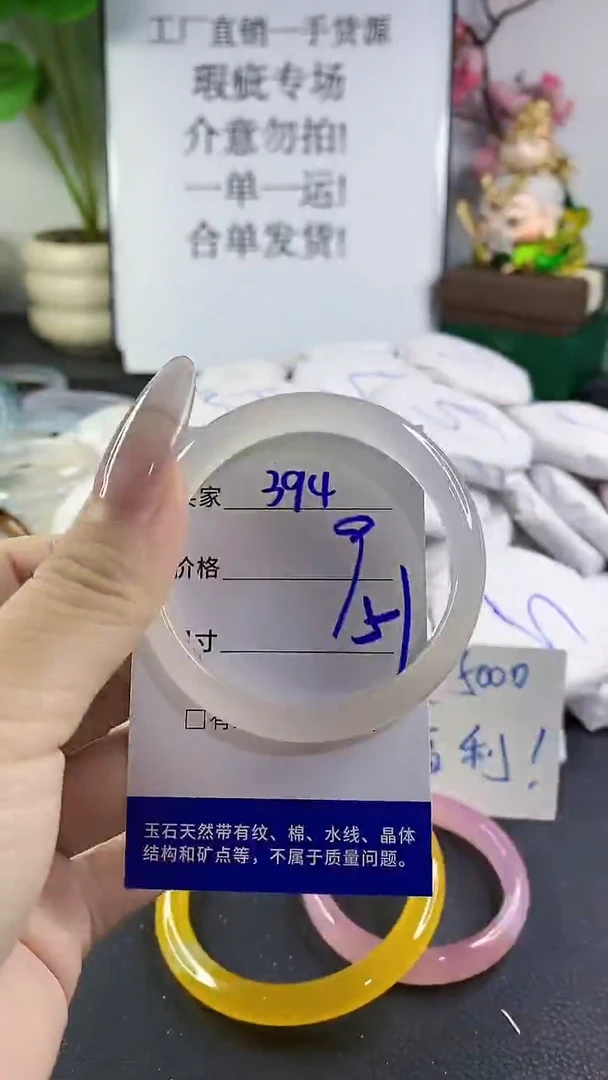 工厂直销一手货源
瑕疵专场
介意勿拍!
一单一运!
合单发货!
家 394
价格
寸
51
□有
5000
利!
玉石天然带有纹、棉、水线、晶体
结构和矿点等，不属于质量问题。